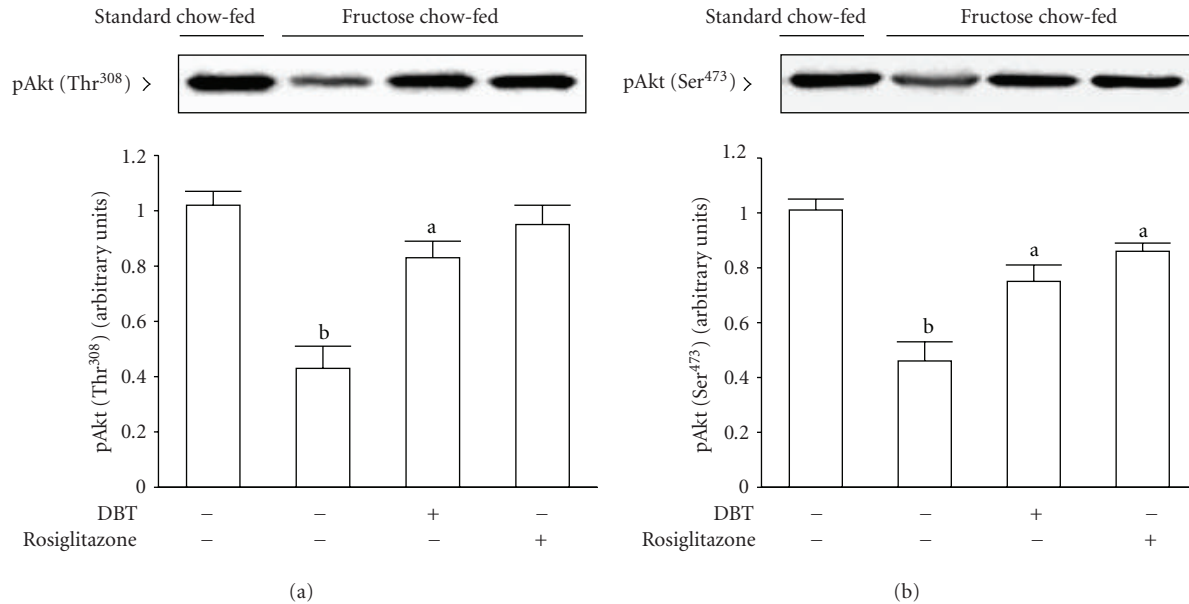 Standard chow-fed Fructose chow-fed
pAkt (Thr³⁰⁸) >
1.2
1
0.8
0.6
0.4
0.2
0
pAkt (Thr³⁰⁸) (arbitrary units)
b
a
DBT − − + −
Rosiglitazone − − − +
(a)
Standard chow-fed Fructose chow-fed
pAkt (Ser⁴⁷³) >
1.2
1
0.8
0.6
0.4
0.2
0
pAkt (Ser⁴⁷³) (arbitrary units)
b
a
a
DBT − − + −
Rosiglitazone − − − +
(b)